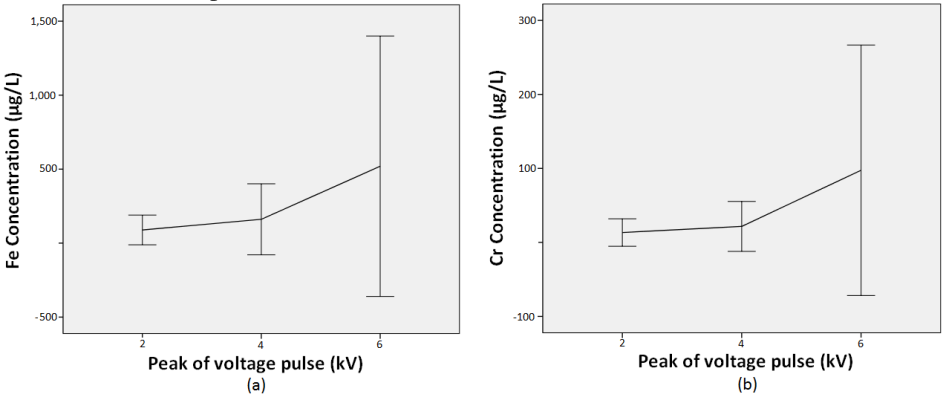 1,500
1,000
500
-500
Fe Concentration (µg/L)
2
4
6
Peak of voltage pulse (kV)
(a)
300
200
100
-100
Cr Concentration (µg/L)
2
4
6
Peak of voltage pulse (kV)
(b)